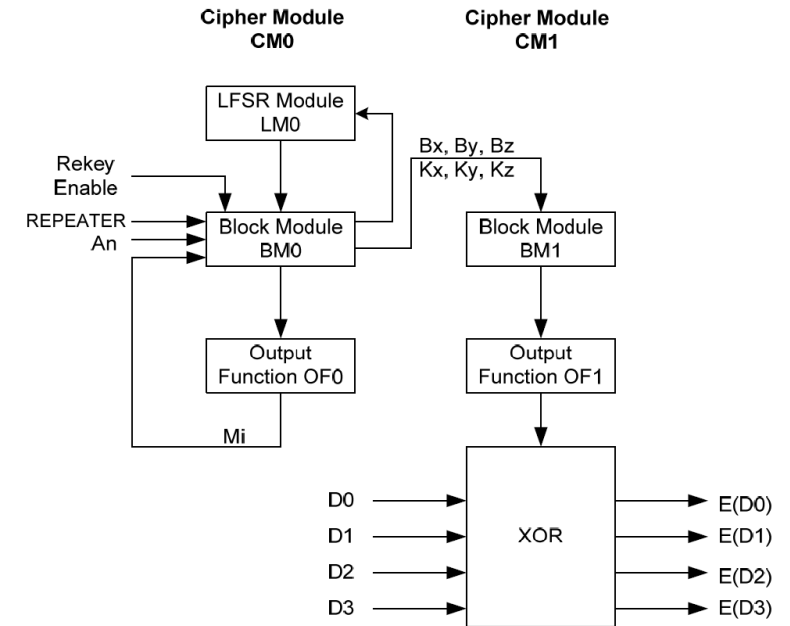 Cipher Module
CM0
Cipher Module
CM1
LFSR Module
LM0
Bx, By, Bz
Kx, Ky, Kz
Rekey
Enable
REPEATER
An
Block Module
BM0
Block Module
BM1
Output
Function OF0
Output
Function OF1
Mi
D0
D1
D2
D3
XOR
E(D0)
E(D1)
E(D2)
E(D3)